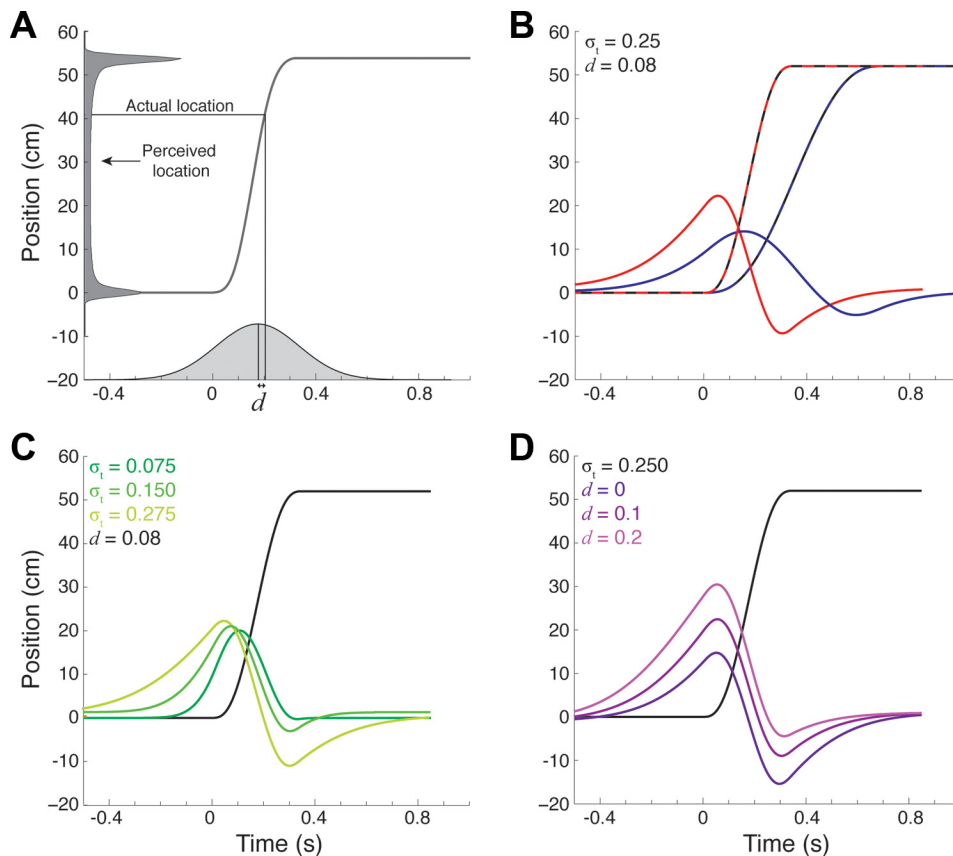 A
60
50
40
30
20
10
0
−10
−20
Position (cm)
Actual location
Perceived
location
-0.4
0
0.4
0.8
d
B
σt = 0.25
d = 0.08
60
50
40
30
20
10
0
−10
−20
-0.4
0
0.4
0.8
C
σt = 0.075
σt = 0.150
σt = 0.275
d = 0.08
60
50
40
30
20
10
0
−10
−20
Position (cm)
-0.4
0
0.4
0.8
Time (s)
D
σt = 0.250
d = 0
d = 0.1
d = 0.2
60
50
40
30
20
10
0
−10
−20
-0.4
0
0.4
0.8
Time (s)